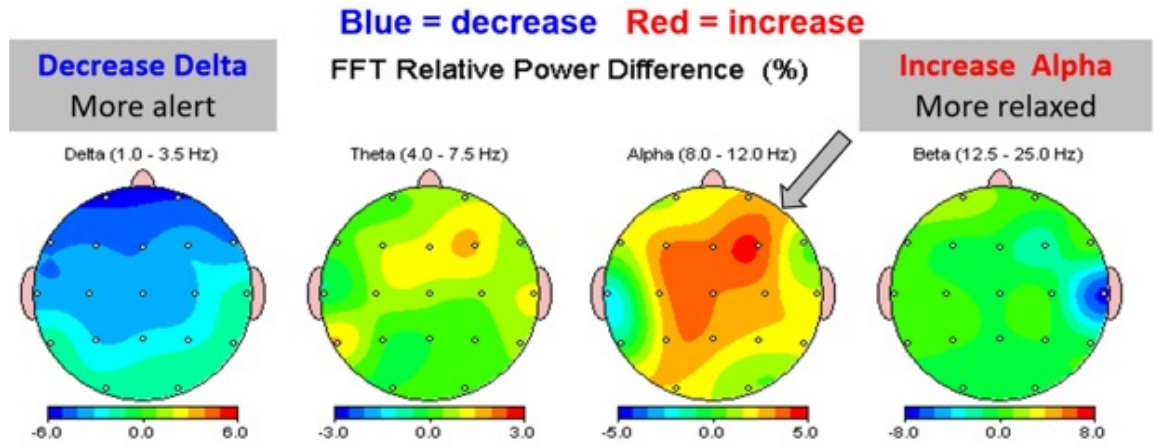 Blue = decrease Red = increase
Decrease Delta
More alert
FFT Relative Power Difference (%)
Increase Alpha
More relaxed
Delta (1.0 - 3.5 Hz)
Theta (4.0 - 7.5 Hz)
Alpha (8.0 - 12.0 Hz)
Beta (12.5 - 25.0 Hz)
-6.0 0.0 6.0
-3.0 0.0 3.0
-5.0 0.0 5.0
-8.0 0.0 8.0